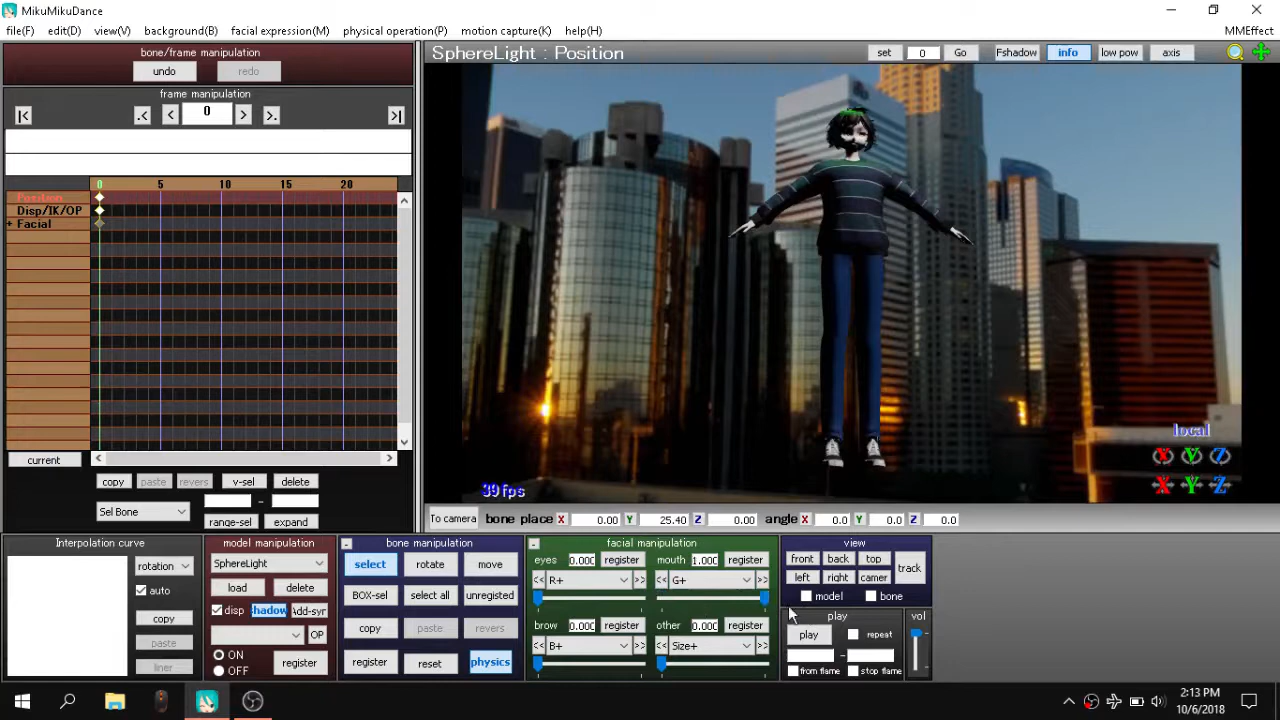 MikuMikuDance
file(F) edit(D) view(V) background(B) facial expression(M) physical operation(P) motion capture(K) help(H) MMEffect
bone/frame manipulation
undo redo
frame manipulation
|< .< < 0 > >. >|
0 5 10 15 20
Position
Disp/IK/OP
+ Facial
current
copy paste revers v-sel delete
Sel Bone - range-sel expand
SphereLight : Position
set 0 Go Fshadow info low pow axis
local
X Y Z
X Y Z
39 fps
To camera bone place X 0.00 Y 25.40 Z 0.00 angle X 0.0 Y 0.0 Z 0.0
Interpolation curve
rotation
auto
copy
paste
liner
model manipulation
SphereLight
load delete
disp shadow Add-syn
OP
ON
OFF
register
- bone manipulation
select rotate move
BOX-sel select all unregisted
copy paste revers
register reset physics
- facial manipulation
eyes 0.000 register mouth 1.000 register
<< R+ >> << G+ >>
brow 0.000 register other 0.000 register
<< B+ >> << Size+ >>
view
front back top
left right camer
track
model bone
play
play repeat
-
from flame stop flame
vol
2:13 PM
10/6/2018